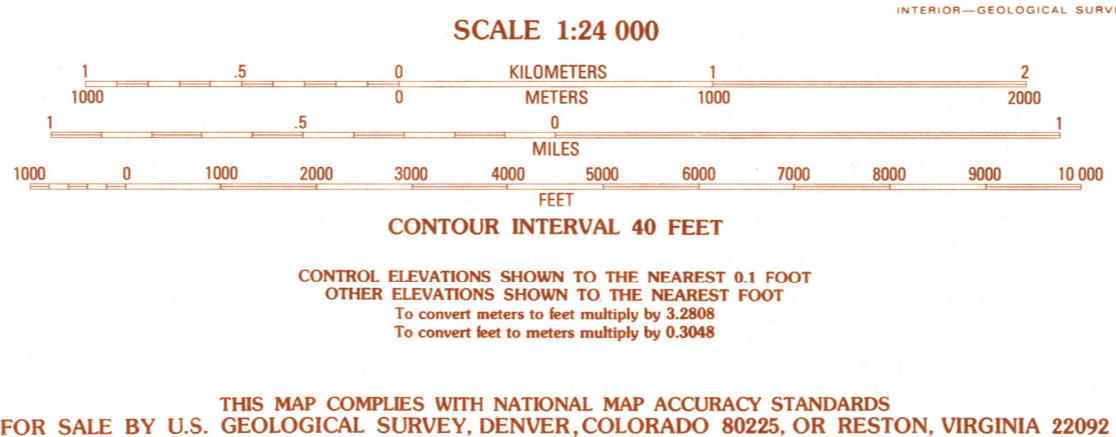 INTERIOR—GEOLOGICAL
SCALE 1:24 000
1 .5 0 KILOMETERS 1 2
1000 0 METERS 1000 2000
1 .5 0 1
MILES
1000 0 1000 2000 3000 4000 5000 6000 7000 8000 9000 10 000
FEET
CONTOUR INTERVAL 40 FEET
CONTROL ELEVATIONS SHOWN TO THE NEAREST 0.1 FOOT
OTHER ELEVATIONS SHOWN TO THE NEAREST FOOT
To convert meters to feet multiply by 3.2808
To convert feet to meters multiply by 0.3048
THIS MAP COMPLIES WITH NATIONAL MAP ACCURACY STANDARDS
FOR SALE BY U.S. GEOLOGICAL SURVEY, DENVER, COLORADO 80225, OR RESTON, VIRGINIA 22092